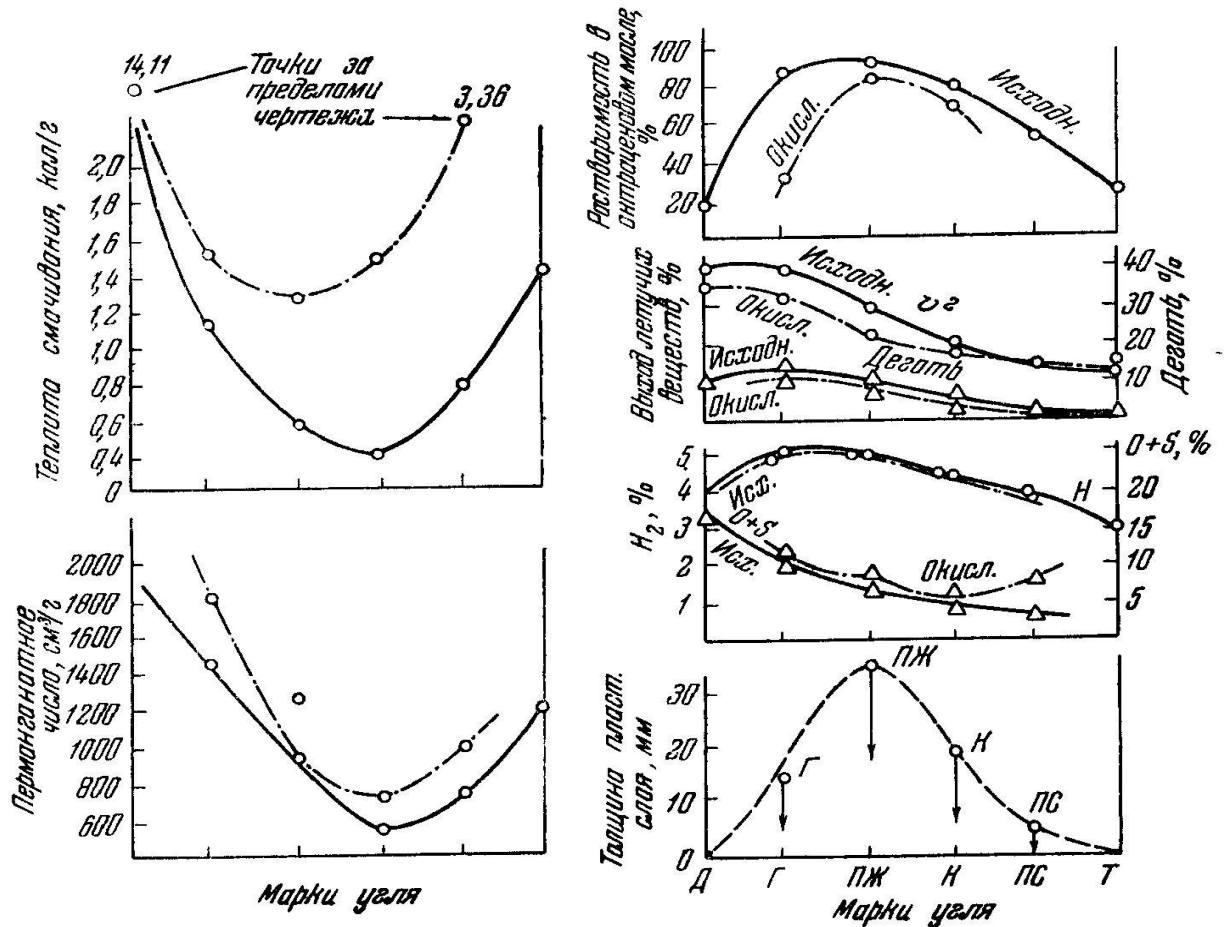 14,11
Точки за
пределами
чертежа
3,36
Теплота смачивания, кал/г
2,0
1,8
1,6
1,4
1,2
1,0
0,8
0,6
0,4
0
Перманганатное
число, см³/г
2000
1800
1600
1400
1200
1000
800
600
Марки угля
Растворимость в
антраценовом масле,
%
100
80
60
40
20
Окисл.
Исходн.
Выход летучих
веществ, %
Исходн.
υг
Окисл.
Исходн.
Деготь
Окисл.
40
30
20
10
Деготь, %
H2, %
5
4
3
2
1
Исх.
O+S
Исх.
Окисл.
H
O+S, %
20
15
10
5
Толщина пласт.
слоя, мм
30
20
10
0
Г
ПЖ
К
ПС
Д Г ПЖ К ПС Т
Марки угля